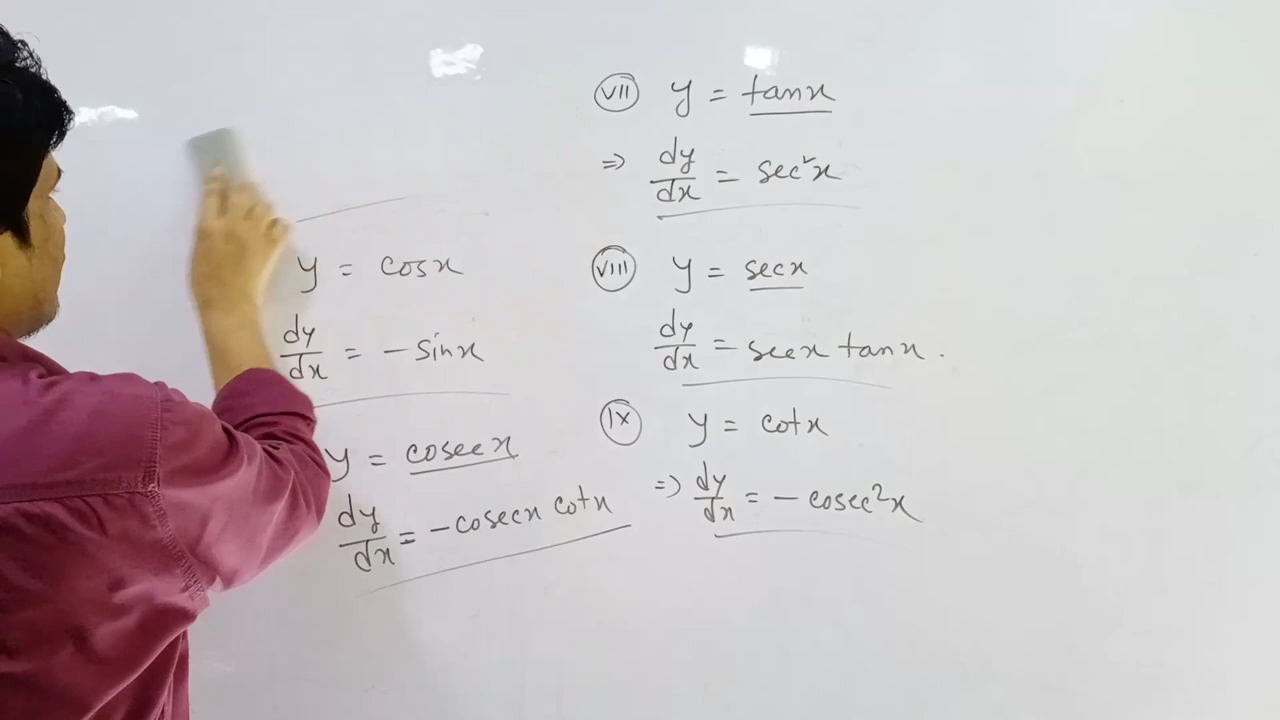 y = cosx
dy/dx = - sinx
y = cosecx
dy/dx = - cosecx cotx
(VII) y = tanx
⇒ dy/dx = sec²x
(VIII) y = secx
dy/dx = secx tanx.
(IX) y = cotx
⇒ dy/dx = - cosec²x